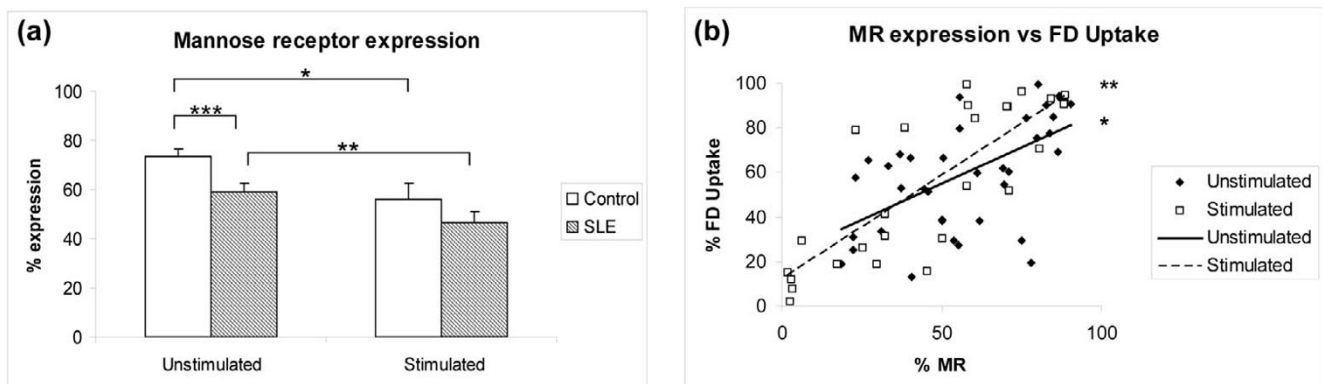 (a)
Mannose receptor expression
*
***
**
% expression
100
80
60
40
20
0
Unstimulated
Stimulated
Control
SLE
(b)
MR expression vs FD Uptake
**
*
% FD Uptake
100
80
60
40
20
0
0
50
100
% MR
Unstimulated
Stimulated
Unstimulated
Stimulated